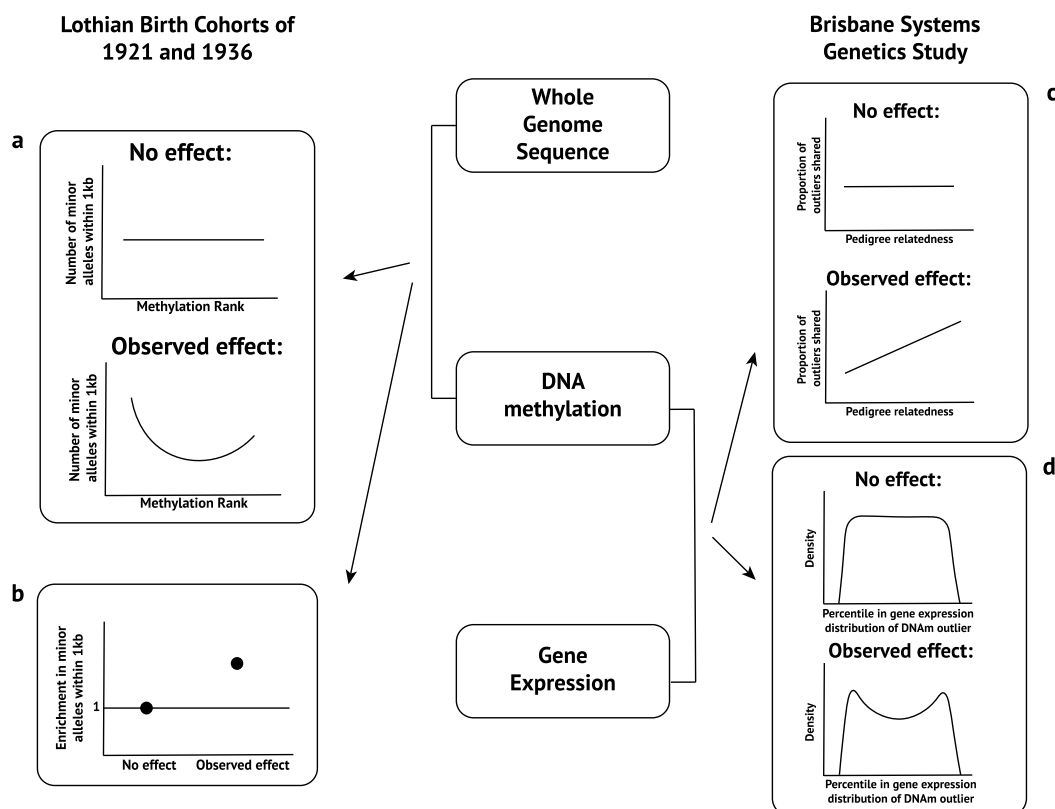 Lothian Birth Cohorts of
1921 and 1936
a
No effect:
Number of minor
alleles within 1kb
Methylation Rank
Observed effect:
Number of minor
alleles within 1kb
Methylation Rank
b
Enrichment in minor
alleles within 1kb
1
No effect
Observed effect
Whole
Genome
Sequence
DNA
methylation
Gene
Expression
Brisbane Systems
Genetics Study
c
No effect:
Proportion of
outliers shared
Pedigree relatedness
Observed effect:
Proportion of
outliers shared
Pedigree relatedness
d
No effect:
Density
Percentile in gene expression
distribution of DNAm outlier
Observed effect:
Density
Percentile in gene expression
distribution of DNAm outlier